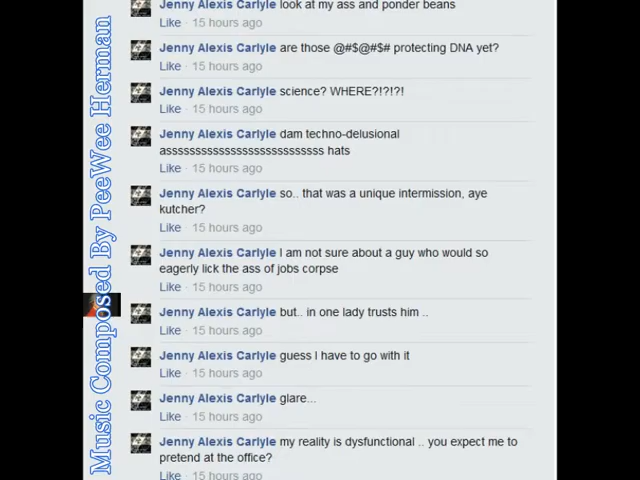 Jenny Alexis Carlyle look at my ass and ponder beans
Like · 15 hours ago
Jenny Alexis Carlyle are those @#$@#$# protecting DNA yet?
Like · 15 hours ago
Jenny Alexis Carlyle science? WHERE?!?!?!
Like · 15 hours ago
Jenny Alexis Carlyle dam techno-delusional
asssssssssssssssssssssssssss hats
Like · 15 hours ago
Jenny Alexis Carlyle so.. that was a unique intermission, aye
kutcher?
Like · 15 hours ago
Jenny Alexis Carlyle I am not sure about a guy who would so
eagerly lick the ass of jobs corpse
Like · 15 hours ago
Jenny Alexis Carlyle but.. in one lady trusts him ..
Like · 15 hours ago
Jenny Alexis Carlyle guess I have to go with it
Like · 15 hours ago
Jenny Alexis Carlyle glare...
Like · 15 hours ago
Jenny Alexis Carlyle my reality is dysfunctional .. you expect me to
pretend at the office?
Like · 15 hours ago
Music Composed By PeeWee Herman